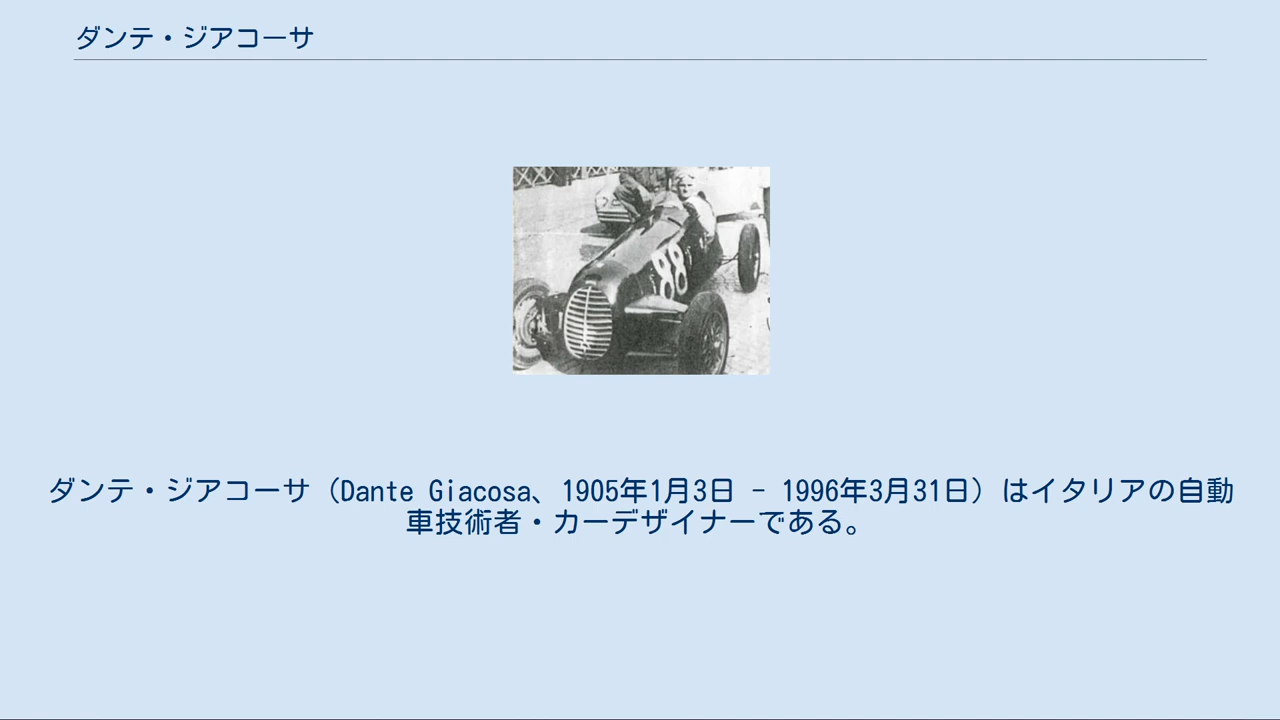 ダンテ・ジアコーサ
88
ダンテ・ジアコーサ（Dante Giacosa、1905年1月3日 - 1996年3月31日）はイタリアの自動
車技術者・カーデザイナーである。